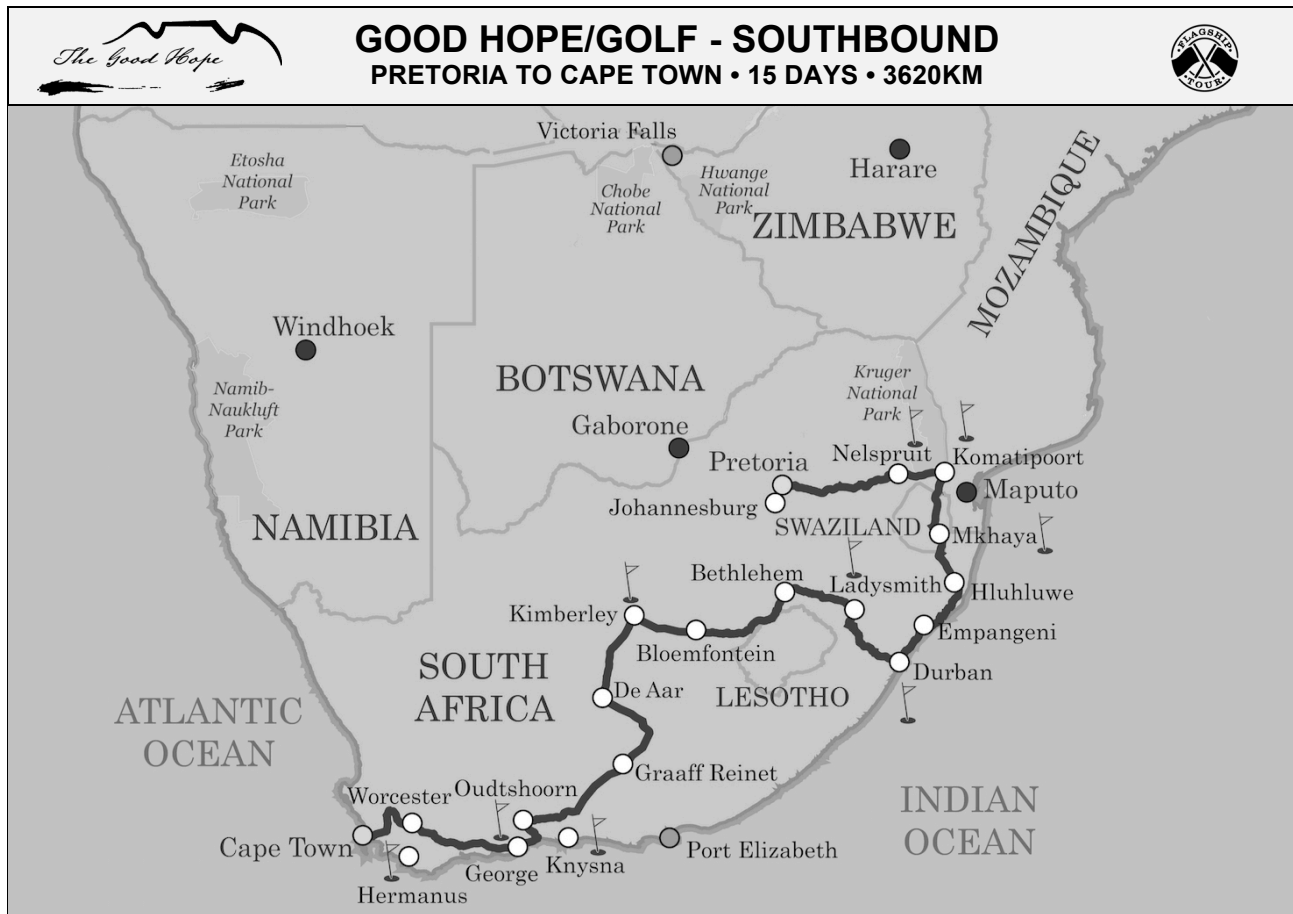 The Good Hope
GOOD HOPE/GOLF - SOUTHBOUND
PRETORIA TO CAPE TOWN • 15 DAYS • 3620KM
•FLAGSHIP•
TOUR
Victoria Falls
Harare
Etosha
National
Park
Chobe
National
Park
Hwange
National
Park
ZIMBABWE
MOZAMBIQUE
Windhoek
Namib-
Naukluft
Park
BOTSWANA
Gaborone
Kruger
National
Park
Pretoria
Nelspruit
Komatipoort
Johannesburg
Maputo
NAMIBIA
SWAZILAND
Mkhaya
Bethlehem
Ladysmith
Hluhluwe
Kimberley
Bloemfontein
Empangeni
Durban
SOUTH
AFRICA
De Aar
LESOTHO
ATLANTIC
OCEAN
Graaff Reinet
Worcester
Oudtshoorn
INDIAN
OCEAN
Cape Town
Hermanus
George
Knysna
Port Elizabeth